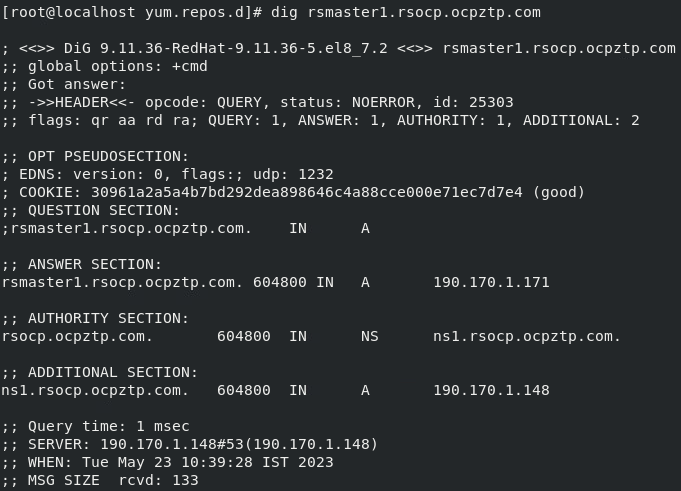 [root@localhost yum.repos.d]# dig rsmaster1.rsocp.ocpztp.com
; <<>> DiG 9.11.36-RedHat-9.11.36-5.el8_7.2 <<>> rsmaster1.rsocp.ocpztp.com
;; global options: +cmd
;; Got answer:
;; ->>HEADER<<- opcode: QUERY, status: NOERROR, id: 25303
;; flags: qr aa rd ra; QUERY: 1, ANSWER: 1, AUTHORITY: 1, ADDITIONAL: 2
;; OPT PSEUDOSECTION:
; EDNS: version: 0, flags:; udp: 1232
; COOKIE: 30961a2a5a4b7bd292dea898646c4a88cce000e71ec7d7e4 (good)
;; QUESTION SECTION:
;rsmaster1.rsocp.ocpztp.com. IN A
;; ANSWER SECTION:
rsmaster1.rsocp.ocpztp.com. 604800 IN A 190.170.1.171
;; AUTHORITY SECTION:
rsocp.ocpztp.com. 604800 IN NS ns1.rsocp.ocpztp.com.
;; ADDITIONAL SECTION:
ns1.rsocp.ocpztp.com. 604800 IN A 190.170.1.148
;; Query time: 1 msec
;; SERVER: 190.170.1.148#53(190.170.1.148)
;; WHEN: Tue May 23 10:39:28 IST 2023
;; MSG SIZE rcvd: 133